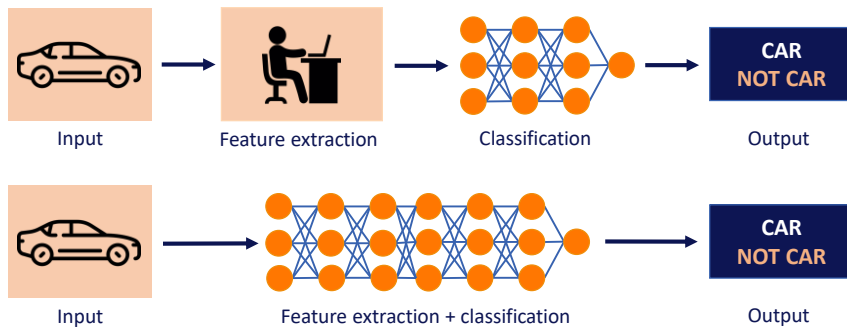 CAR
NOT CAR
Input
Feature extraction
Classification
Output
CAR
NOT CAR
Input
Feature extraction + classification
Output